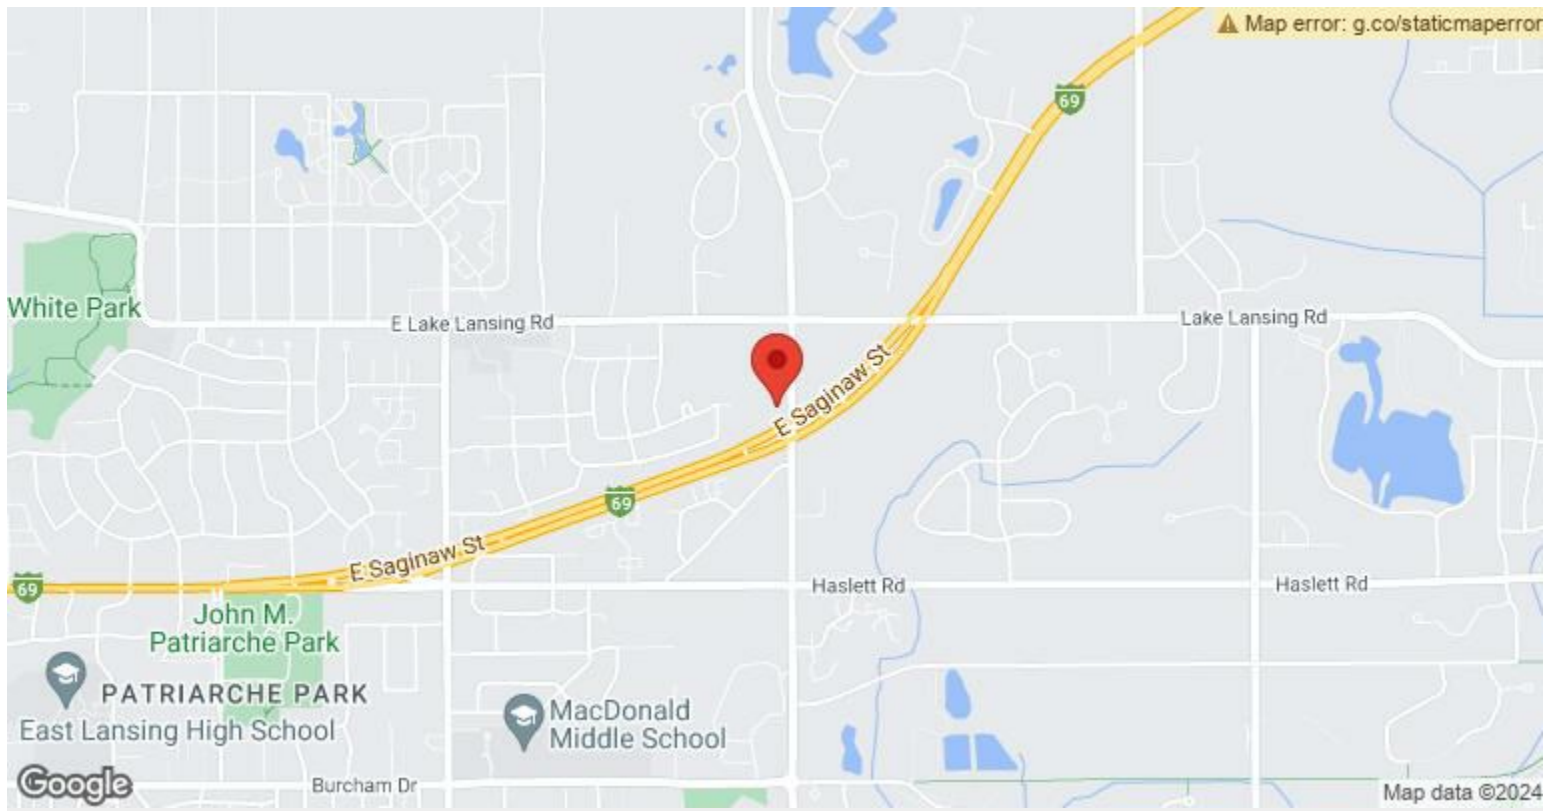 Map error: g.co/staticmaperror
69
White Park
E Lake Lansing Rd
Lake Lansing Rd
E Saginaw St
69
E Saginaw St
69
Haslett Rd
Haslett Rd
John M.
Patriarche Park
PATRIARCHE PARK
East Lansing High School
MacDonald
Middle School
Google
Burcham Dr
Map data ©2024